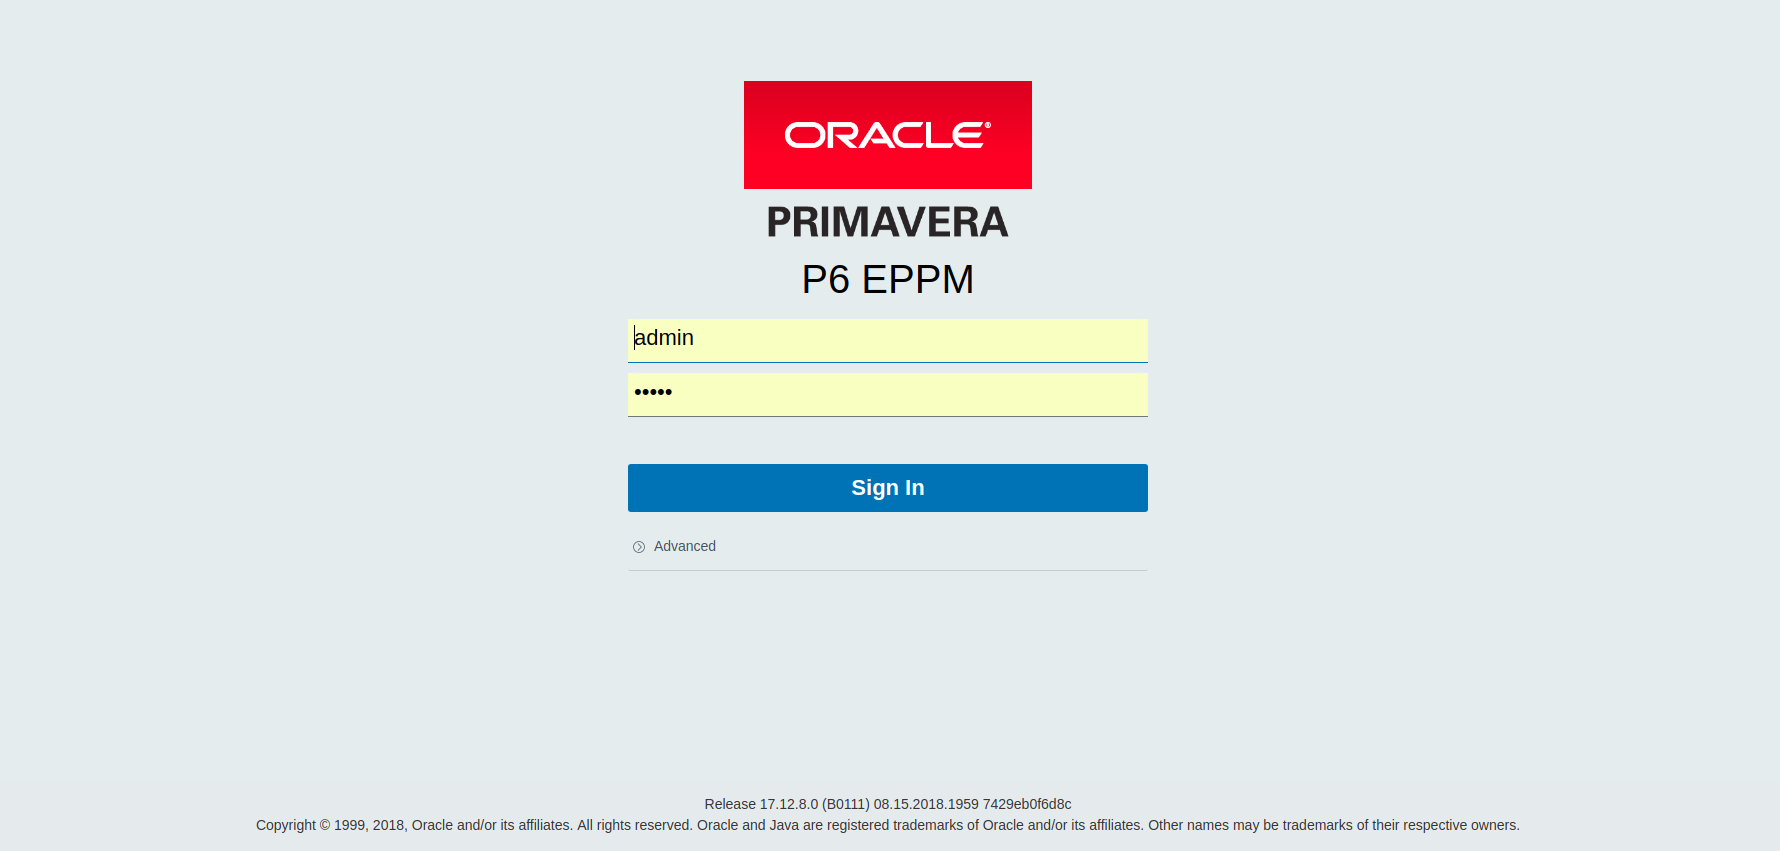 ORACLE®
PRIMAVERA
P6 EPPM
admin
•••••
Sign In
Advanced
Release 17.12.8.0 (B0111) 08.15.2018.1959 7429eb0f6d8c
Copyright © 1999, 2018, Oracle and/or its affiliates. All rights reserved. Oracle and Java are registered trademarks of Oracle and/or its affiliates. Other names may be trademarks of their respective owners.